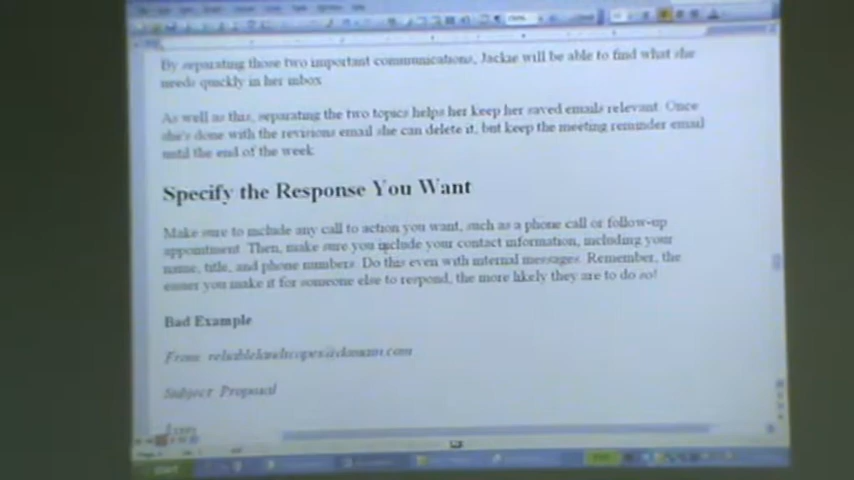 By separating those two important communications, Jackie will be able to find what she
needs quickly in her inbox
As well as this, separating the two topics helps her keep her saved emails relevant. Once
she's done with the revisions email she can delete it, but keep the meeting reminder email
until the end of the week.
Specify the Response You Want
Make sure to include any call to action you want, such as a phone call or follow-up
appointment. Then, make sure you include your contact information, including your
name, title, and phone numbers. Do this even with internal messages. Remember, the
easier you make it for someone else to respond, the more likely they are to do so!
Bad Example
From: reliablelandscapes@domain.com
Subject: Proposal
start